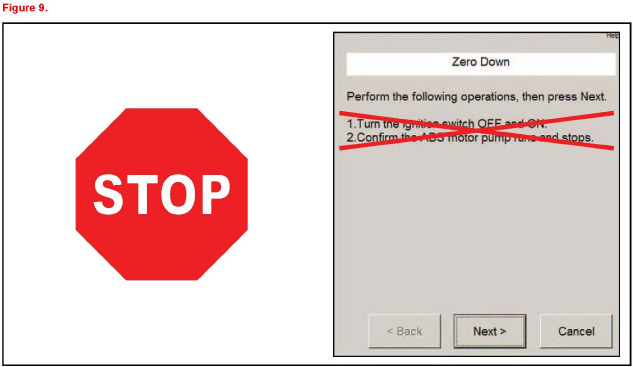 Figure 9.
STOP
Help
Zero Down
Perform the following operations, then press Next.
1.Turn the ignition switch OFF and ON.
2.Confirm the ABS motor pump runs and stops.
< Back
Next >
Cancel